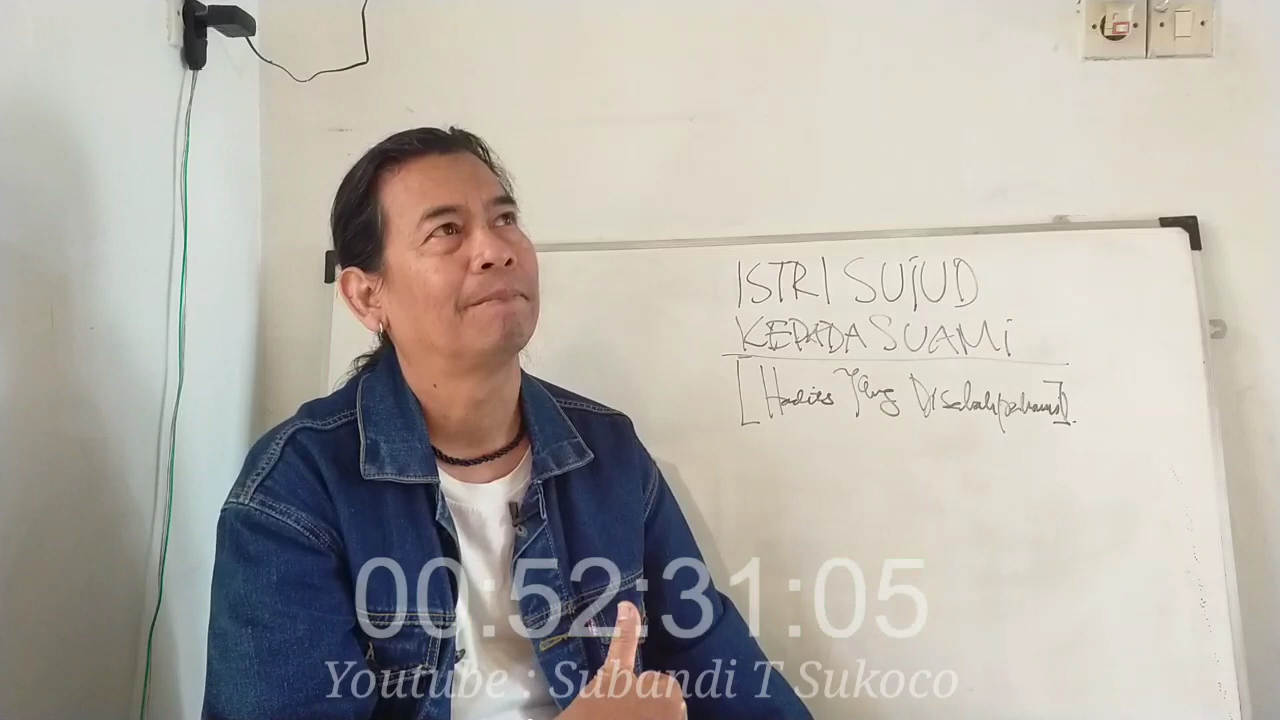 ISTRI SUJUD
KEPADA SUAMI
[Hadits Yang Disalahpahami].
00:52:31:05
Youtube : Subandi T Sukoco